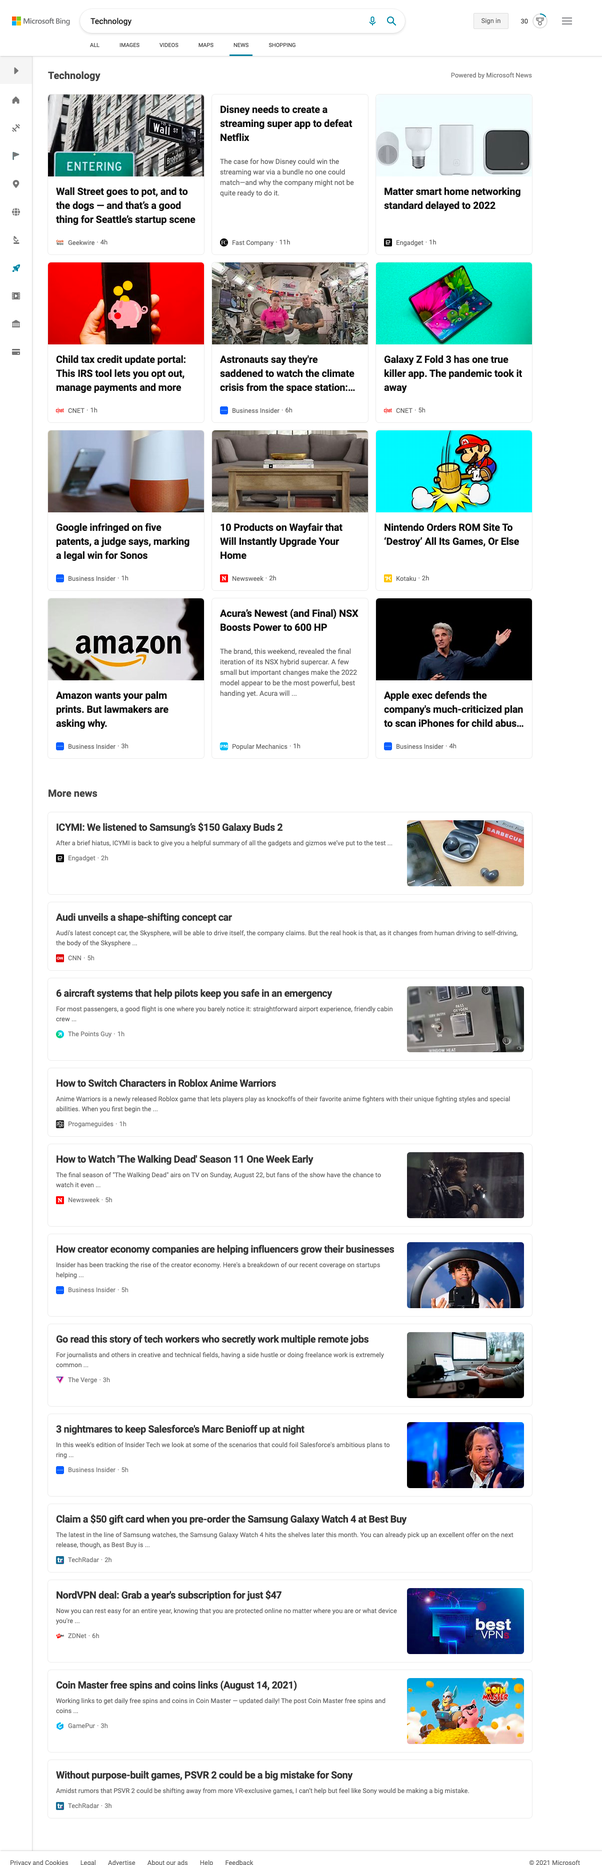 Microsoft Bing
Technology
Sign in
30
ALL
IMAGES
VIDEOS
MAPS
NEWS
SHOPPING
Technology
Powered by Microsoft News
Wall ST
ENTERING
Wall Street goes to pot, and to
the dogs — and that's a good
thing for Seattle's startup scene
Geekwire · 4h
Disney needs to create a
streaming super app to defeat
Netflix
The case for how Disney could win the
streaming war via a bundle no one could
match—and why the company might not be
quite ready to do it.
Fast Company · 11h
Matter smart home networking
standard delayed to 2022
Engadget · 1h
Child tax credit update portal:
This IRS tool lets you opt out,
manage payments and more
CNET · 1h
Astronauts say they're
saddened to watch the climate
crisis from the space station:...
Business Insider · 6h
Galaxy Z Fold 3 has one true
killer app. The pandemic took it
away
CNET · 5h
Google infringed on five
patents, a judge says, marking
a legal win for Sonos
Business Insider · 1h
10 Products on Wayfair that
Will Instantly Upgrade Your
Home
Newsweek · 2h
Nintendo Orders ROM Site To
'Destroy' All Its Games, Or Else
Kotaku · 2h
amazon
Amazon wants your palm
prints. But lawmakers are
asking why.
Business Insider · 3h
Acura's Newest (and Final) NSX
Boosts Power to 600 HP
The brand, this weekend, revealed the final
iteration of its NSX hybrid supercar. A few
small but important changes make the 2022
model appear to be the most powerful, best
handing yet. Acura will ...
Popular Mechanics · 1h
Apple exec defends the
company's much-criticized plan
to scan iPhones for child abus...
Business Insider · 4h
More news
ICYMI: We listened to Samsung's $150 Galaxy Buds 2
After a brief hiatus, ICYMI is back to give you a helpful summary of all the gadgets and gizmos we've put to the test ...
Engadget · 2h
BARBECUE
Audi unveils a shape-shifting concept car
Audi's latest concept car, the Skysphere, will be able to drive itself, the company claims. But the real hook is that, as it changes from human driving to self-driving,
the body of the Skysphere ...
CNN · 5h
6 aircraft systems that help pilots keep you safe in an emergency
For most passengers, a good flight is one where you barely notice it: straightforward airport experience, friendly cabin
crew ...
The Points Guy · 1h
WINDOW HEAT
How to Switch Characters in Roblox Anime Warriors
Anime Warriors is a newly released Roblox game that lets players play as knockoffs of their favorite anime fighters with their unique fighting styles and special
abilities. When you first begin the ...
Progameguides · 1h
How to Watch 'The Walking Dead' Season 11 One Week Early
The final season of "The Walking Dead" airs on TV on Sunday, August 22, but fans of the show have the chance to
watch it even ...
Newsweek · 5h
How creator economy companies are helping influencers grow their businesses
Insider has been tracking the rise of the creator economy. Here's a breakdown of our recent coverage on startups
helping ...
Business Insider · 5h
Go read this story of tech workers who secretly work multiple remote jobs
For journalists and others in creative and technical fields, having a side hustle or doing freelance work is extremely
common ...
The Verge · 3h
3 nightmares to keep Salesforce's Marc Benioff up at night
In this week's edition of Insider Tech we look at some of the scenarios that could foil Salesforce's ambitious plans to
ring ...
Business Insider · 5h
Claim a $50 gift card when you pre-order the Samsung Galaxy Watch 4 at Best Buy
The latest in the line of Samsung watches, the Samsung Galaxy Watch 4 hits the shelves later this month. You can already pick up an excellent offer on the next
release, though, as Best Buy is ...
TechRadar · 2h
NordVPN deal: Grab a year's subscription for just $47
Now you can rest easy for an entire year, knowing that you are protected online no matter where you are or what device
you're ...
ZDNet · 6h
best
VPN
Coin Master free spins and coins links (August 14, 2021)
Working links to get daily free spins and coins in Coin Master — updated daily! The post Coin Master free spins and
coins ...
GamePur · 3h
COIN
MASTER
Without purpose-built games, PSVR 2 could be a big mistake for Sony
Amidst rumors that PSVR 2 could be shifting away from more VR-exclusive games, I can't help but feel like Sony would be making a big mistake.
TechRadar · 3h
Privacy and Cookies
Legal
Advertise
About our ads
Help
Feedback
© 2021 Microsoft